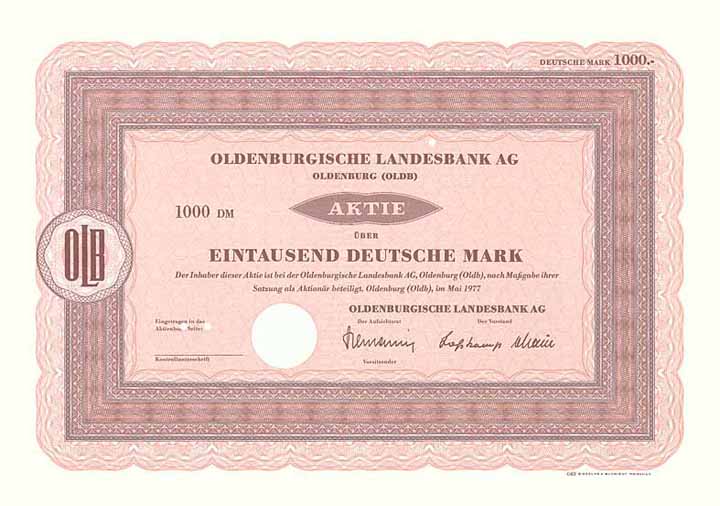 DEUTSCHE MARK 1000.-
OLDENBURGISCHE LANDESBANK AG
OLDENBURG (OLDB)
1000 DM
AKTIE
ÜBER
EINTAUSEND DEUTSCHE MARK
OLB
Der Inhaber dieser Aktie ist bei der Oldenburgische Landesbank AG, Oldenburg (Oldb), nach Maßgabe ihrer
Satzung als Aktionär beteiligt. Oldenburg (Oldb), im Mai 1977
OLDENBURGISCHE LANDESBANK AG
Eingetragen in das
Der Aufsichtsrat
Der Vorstand
Aktienbuch Seite:
Vorsitzender
Kontrollunterschrift